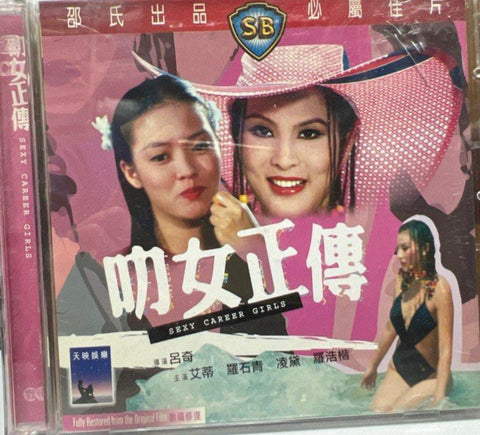 邵氏出品 SB 必屬佳片
叻女正傳
SEXY CAREER GIRLS
叻女正傳
SEXY CAREER GIRLS
導演 呂奇
主演 艾蒂 羅石青 凌黛 羅浩楷
天映娛樂
Fully Restored from the Original Film 數碼修復